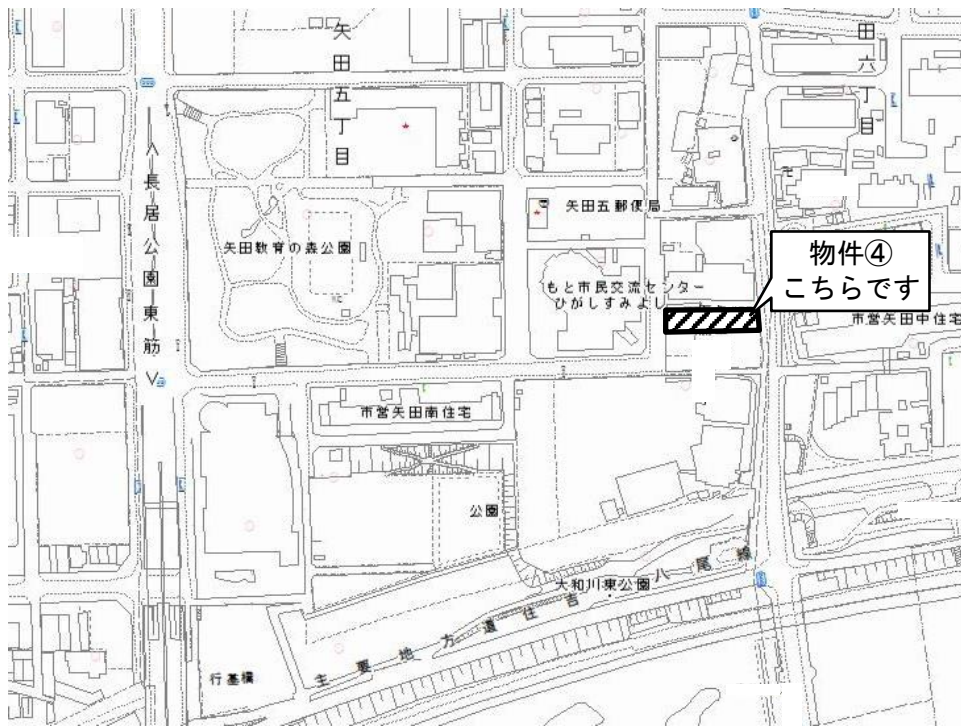 矢田五丁目
田六丁目
長居公園東筋
矢田五郵便局
矢田教育の森公園
もと市民交流センター
ひがしすみよし
物件④
こちらです
市営矢田中住宅
市営矢田南住宅
公園
大和川東公園
主要地方道住吉八尾線
行基橋